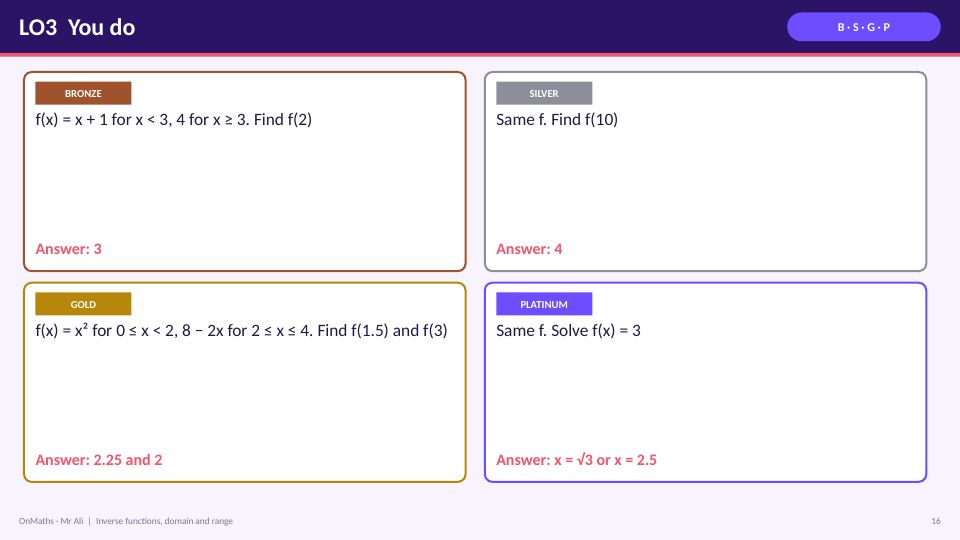 LO3  You do
B · S · G · P
BRONZE
f(x) = x + 1 for x < 3, 4 for x ≥ 3. Find f(2)
Answer: 3
SILVER
Same f. Find f(10)
Answer: 4
GOLD
f(x) = x² for 0 ≤ x < 2, 8 − 2x for 2 ≤ x ≤ 4. Find f(1.5) and f(3)
Answer: 2.25 and 2
PLATINUM
Same f. Solve f(x) = 3
Answer: x = √3 or x = 2.5
OnMaths · Mr Ali | Inverse functions, domain and range
16